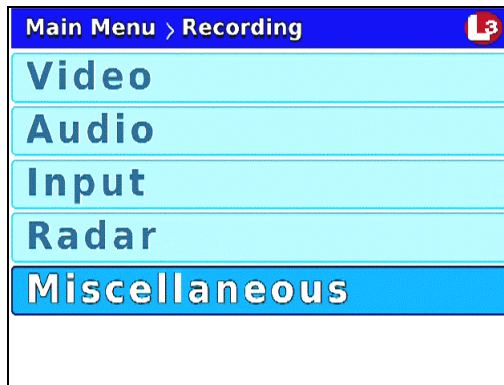 Main Menu > Recording L3
Video
Audio
Input
Radar
Miscellaneous